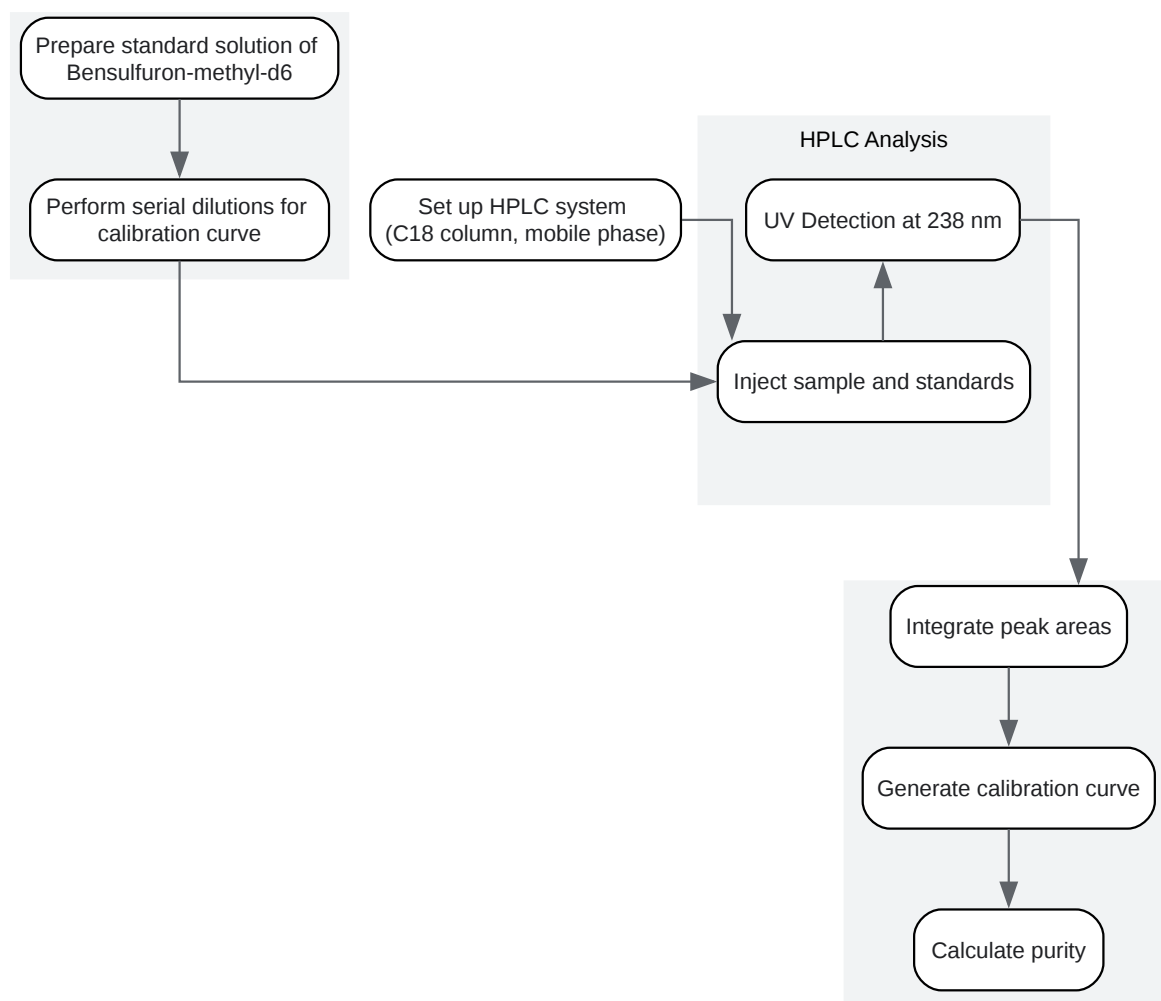 Prepare standard solution of
Bensulfuron-methyl-d6
Perform serial dilutions for
calibration curve
Set up HPLC system
(C18 column, mobile phase)
HPLC Analysis
UV Detection at 238 nm
Inject sample and standards
Integrate peak areas
Generate calibration curve
Calculate purity